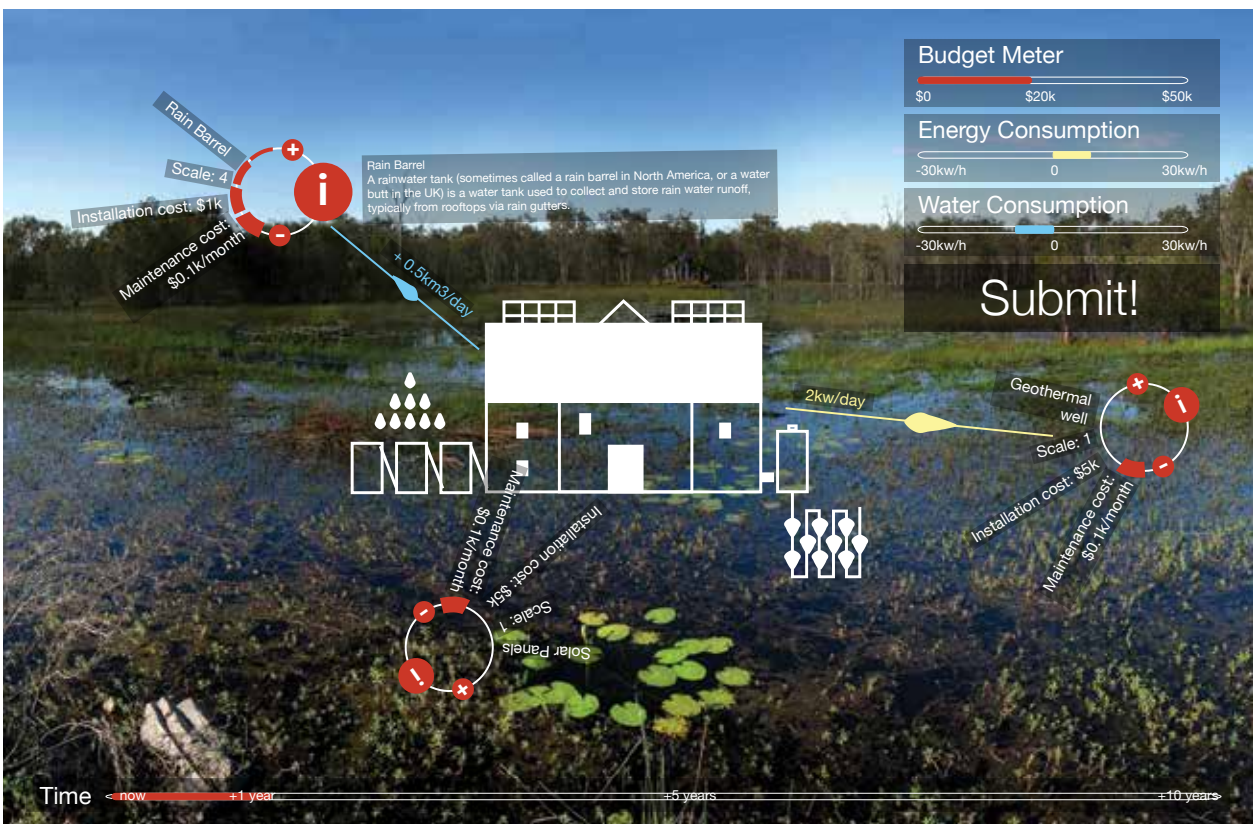 Budget Meter
$0 $20k $50k
Energy Consumption
-30kw/h 0 30kw/h
Water Consumption
-30kw/h 0 30kw/h
Submit!
Rain Barrel
Scale: 4
Installation cost: $1k
Maintenance cost:
$0.1k/month
+
i
-
Rain Barrel
A rainwater tank (sometimes called a rain barrel in North America, or a water
butt in the UK) is a water tank used to collect and store rain water runoff,
typically from rooftops via rain gutters.
+ 0.5km3/day
2kw/day
Geothermal
well
Scale: 1
Installation cost: $5k
Maintenance cost:
$0.1k/month
+
i
-
Maintenance cost:
$0.1k/month
Installation cost: $5k
Scale: 1
Solar Panels
-
i
+
Time now +1 year +5 years +10 years